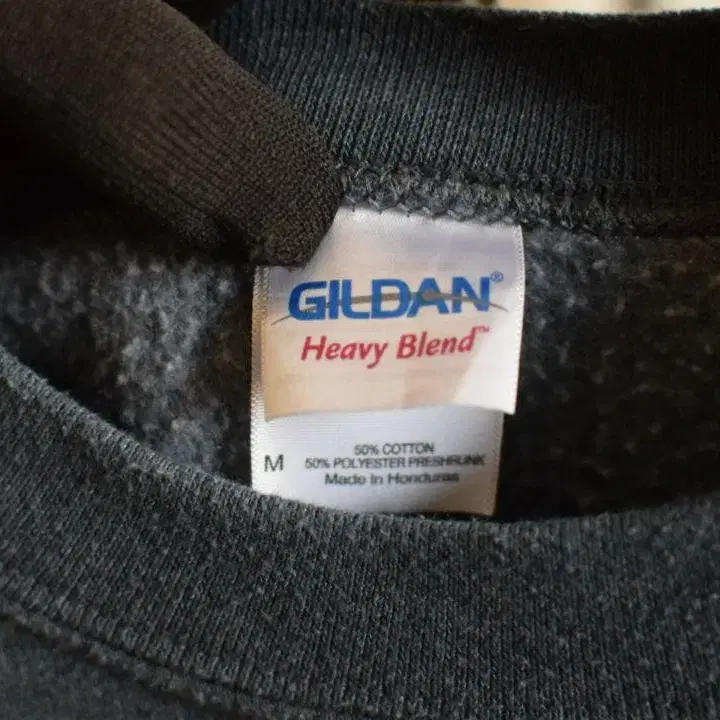 GILDAN®
Heavy Blend™
M
50% COTTON
50% POLYESTER PRESHRUNK
Made in Honduras